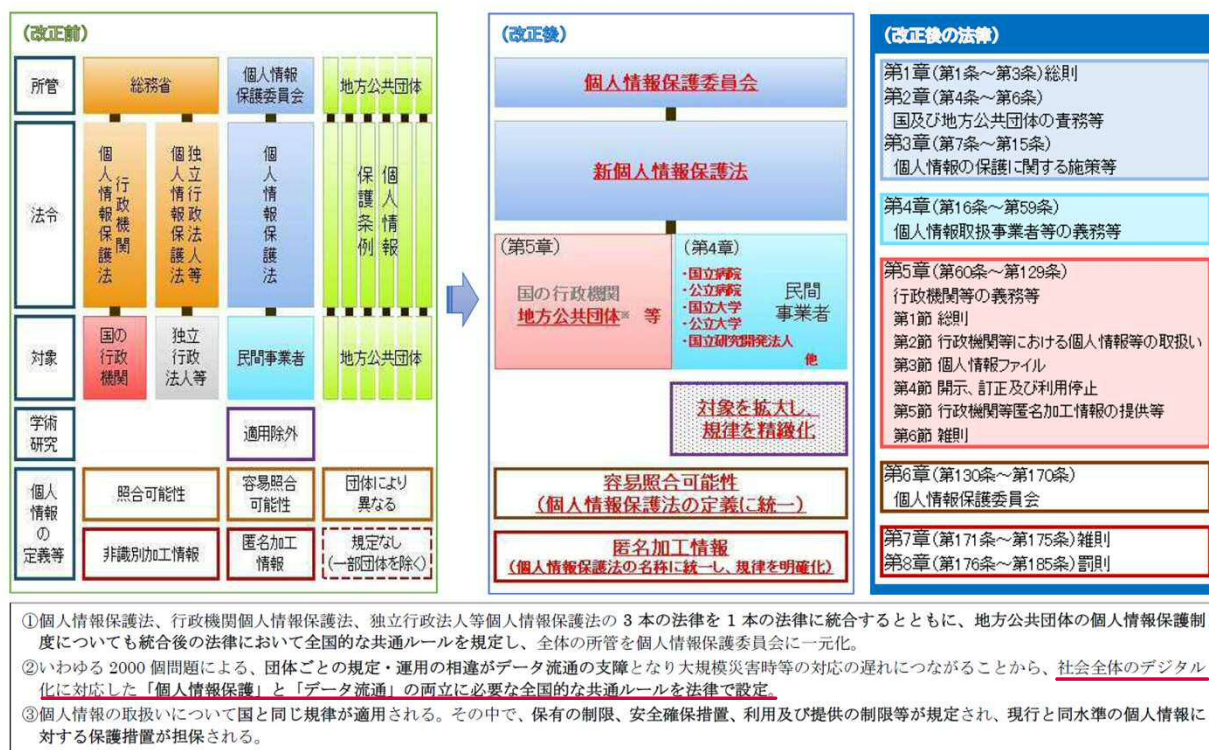 (改正前)
所管
総務省
個人情報
保護委員会
地方公共団体
法令
行政機関
個人情報保護法
独立行政法人等
個人情報保護法
個人情報保護法
個人情報
保護条例
対象
国の
行政
機関
独立
行政
法人等
民間事業者
地方公共団体
学術
研究
適用除外
個人
情報
の
定義等
照合可能性
容易照合
可能性
団体により
異なる
非識別加工情報
匿名加工
情報
規定なし
(一部団体を除く)
(改正後)
個人情報保護委員会
新個人情報保護法
(第5章)
国の行政機関
地方公共団体※ 等
(第4章)
・国立病院
・公立病院
・国立大学
・公立大学
・国立研究開発法人
他
民間
事業者
対象を拡大し、
規律を精緻化
容易照合可能性
(個人情報保護法の定義に統一)
匿名加工情報
(個人情報保護法の名称に統一し、規律を明確化)
(改正後の法律)
第1章(第1条～第3条)総則
第2章(第4条～第6条)
国及び地方公共団体の責務等
第3章(第7条～第15条)
個人情報の保護に関する施策等
第4章(第16条～第59条)
個人情報取扱事業者等の義務等
第5章(第60条～第129条)
行政機関等の義務等
第1節 総則
第2節 行政機関等における個人情報等の取扱い
第3節 個人情報ファイル
第4節 開示、訂正及び利用停止
第5節 行政機関等匿名加工情報の提供等
第6節 雑則
第6章(第130条～第170条)
個人情報保護委員会
第7章(第171条～第175条)雑則
第8章(第176条～第185条)罰則
①個人情報保護法、行政機関個人情報保護法、独立行政法人等個人情報保護法の3本の法律を1本の法律に統合するとともに、地方公共団体の個人情報保護制
度についても統合後の法律において全国的な共通ルールを規定し、全体の所管を個人情報保護委員会に一元化。
②いわゆる2000個問題による、団体ごとの規定・運用の相違がデータ流通の支障となり大規模災害時等の対応の遅れにつながることから、社会全体のデジタル
化に対応した「個人情報保護」と「データ流通」の両立に必要な全国的な共通ルールを法律で設定。
③個人情報の取扱いについて国と同じ規律が適用される。その中で、保有の制限、安全確保措置、利用及び提供の制限等が規定され、現行と同水準の個人情報に
対する保護措置が担保される。